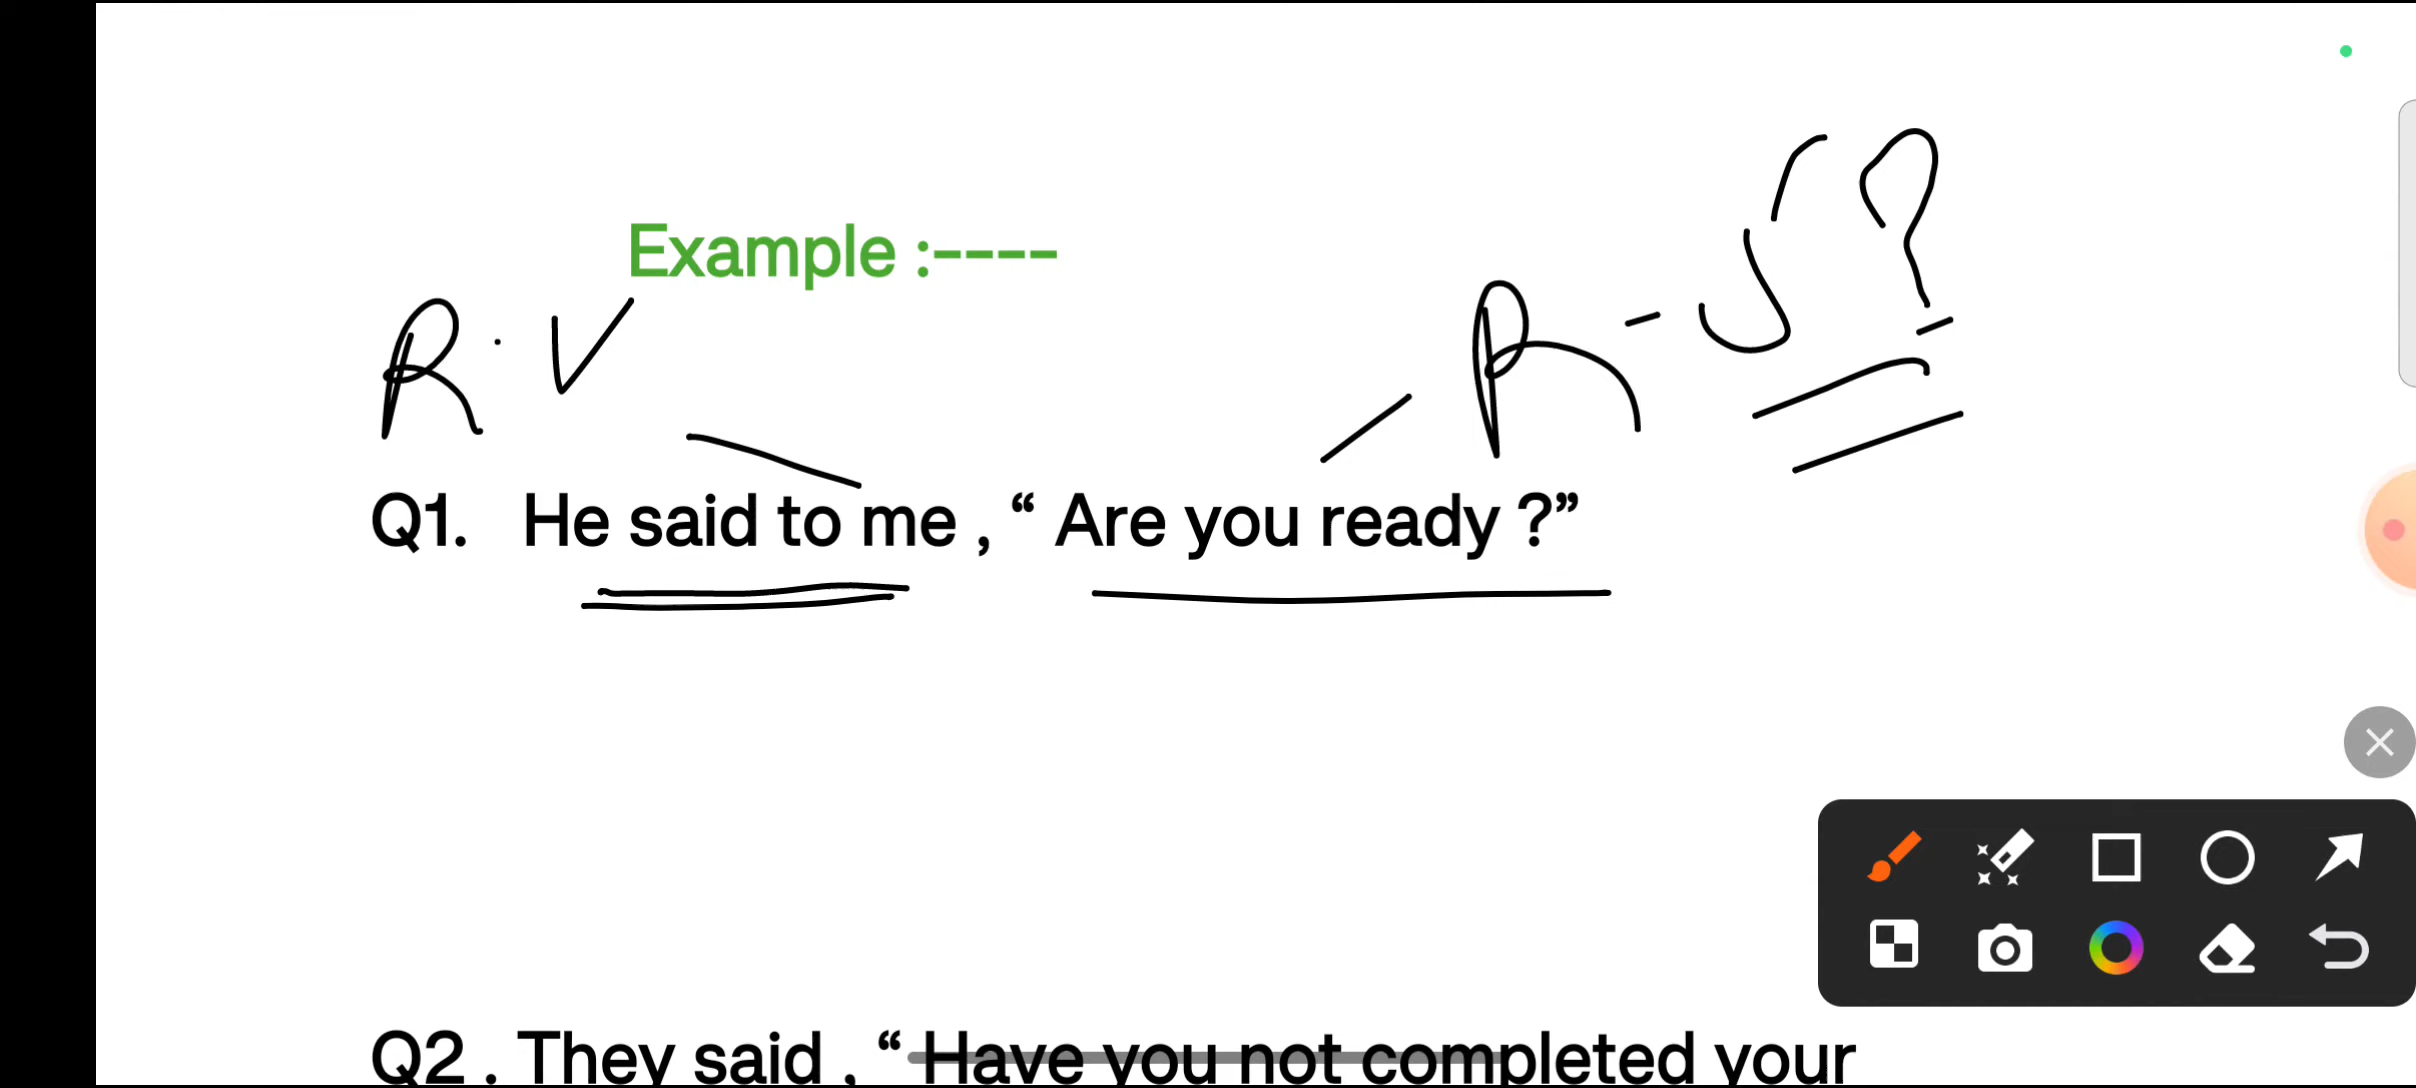 Example :----
R. V
R - S ?
Q1. He said to me , “ Are you ready ?”
Q2 . They said , “ Have you not completed your